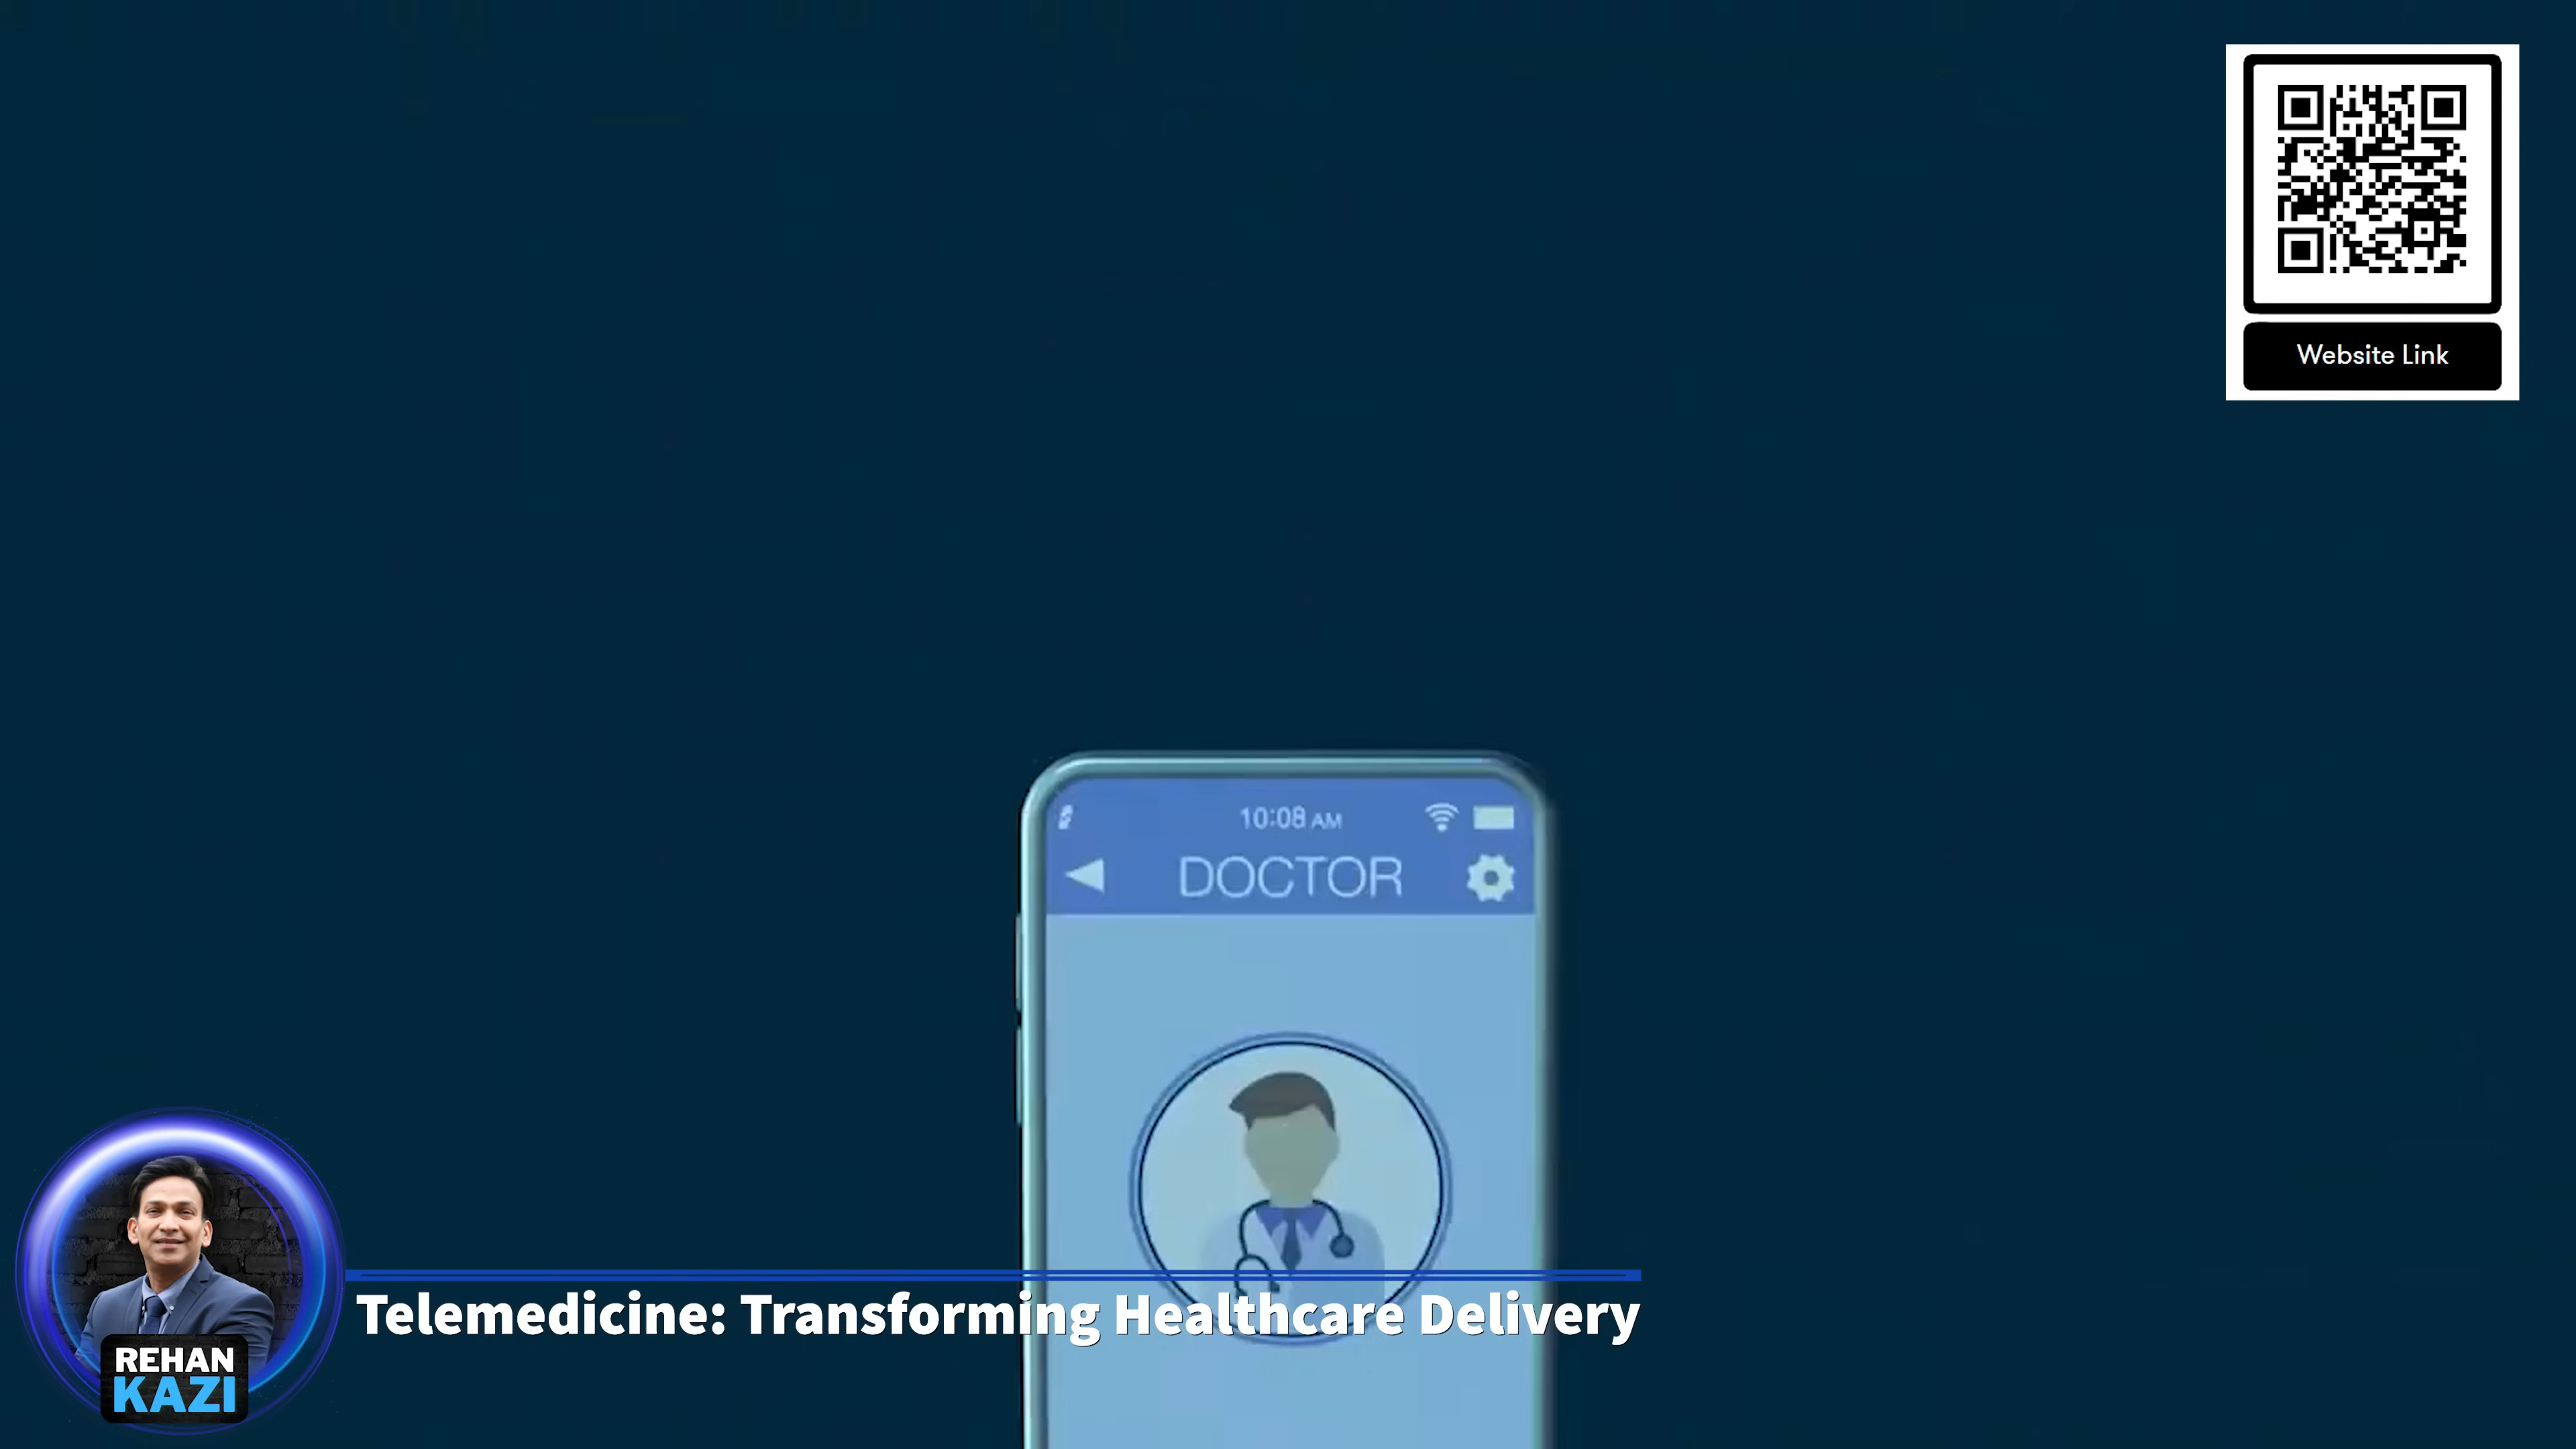 Website Link
10:08 AM
DOCTOR
Telemedicine: Transforming Healthcare Delivery
REHAN
KAZI